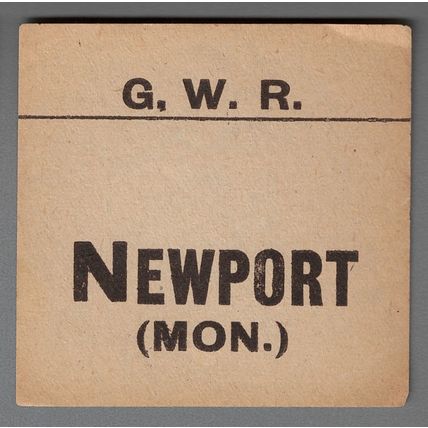 G. W. R.
NEWPORT
(MON.)